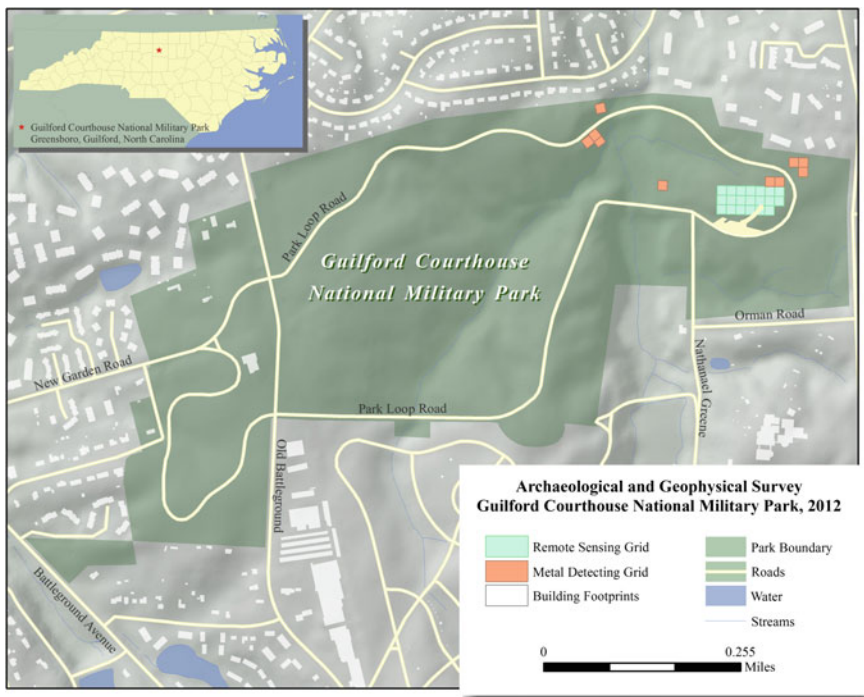 ★ Guilford Courthouse National Military Park
Greensboro, Guilford, North Carolina
Park Loop Road
Guilford Courthouse
National Military Park
Orman Road
New Garden Road
Nathanael Greene
Park Loop Road
Old Battleground
Battleground Avenue
Archaeological and Geophysical Survey
Guilford Courthouse National Military Park, 2012
Remote Sensing Grid
Metal Detecting Grid
Building Footprints
Park Boundary
Roads
Water
Streams
0 0.255
Miles